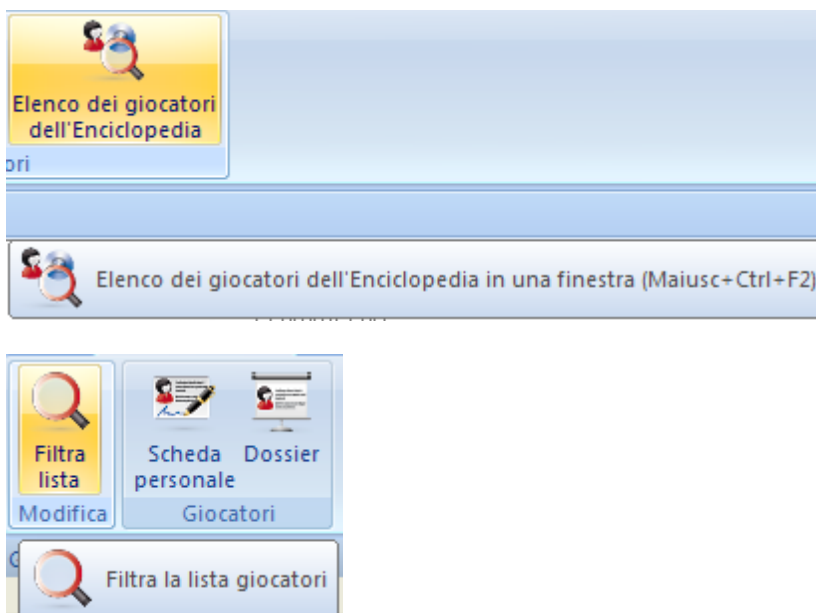 Elenco dei giocatori
dell'Enciclopedia
ori
Elenco dei giocatori dell'Enciclopedia in una finestra (Maiusc+Ctrl+F2)
Filtra
lista
Scheda
personale
Dossier
Modifica
Giocatori
Filtra la lista giocatori